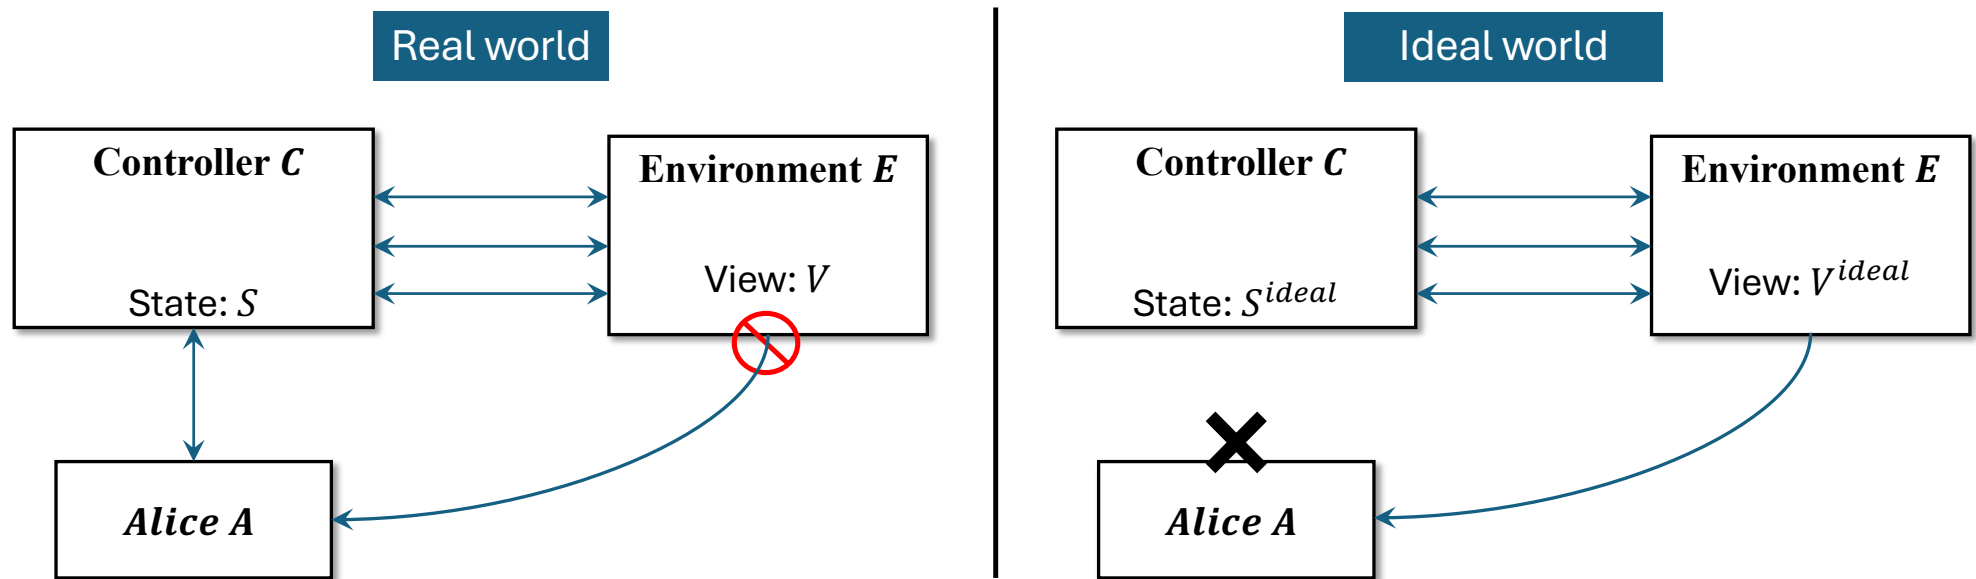 Real world
Controller C
State: S
Environment E
View: V
Alice A
Ideal world
Controller C
State: S^{ideal}
Environment E
View: V^{ideal}
Alice A